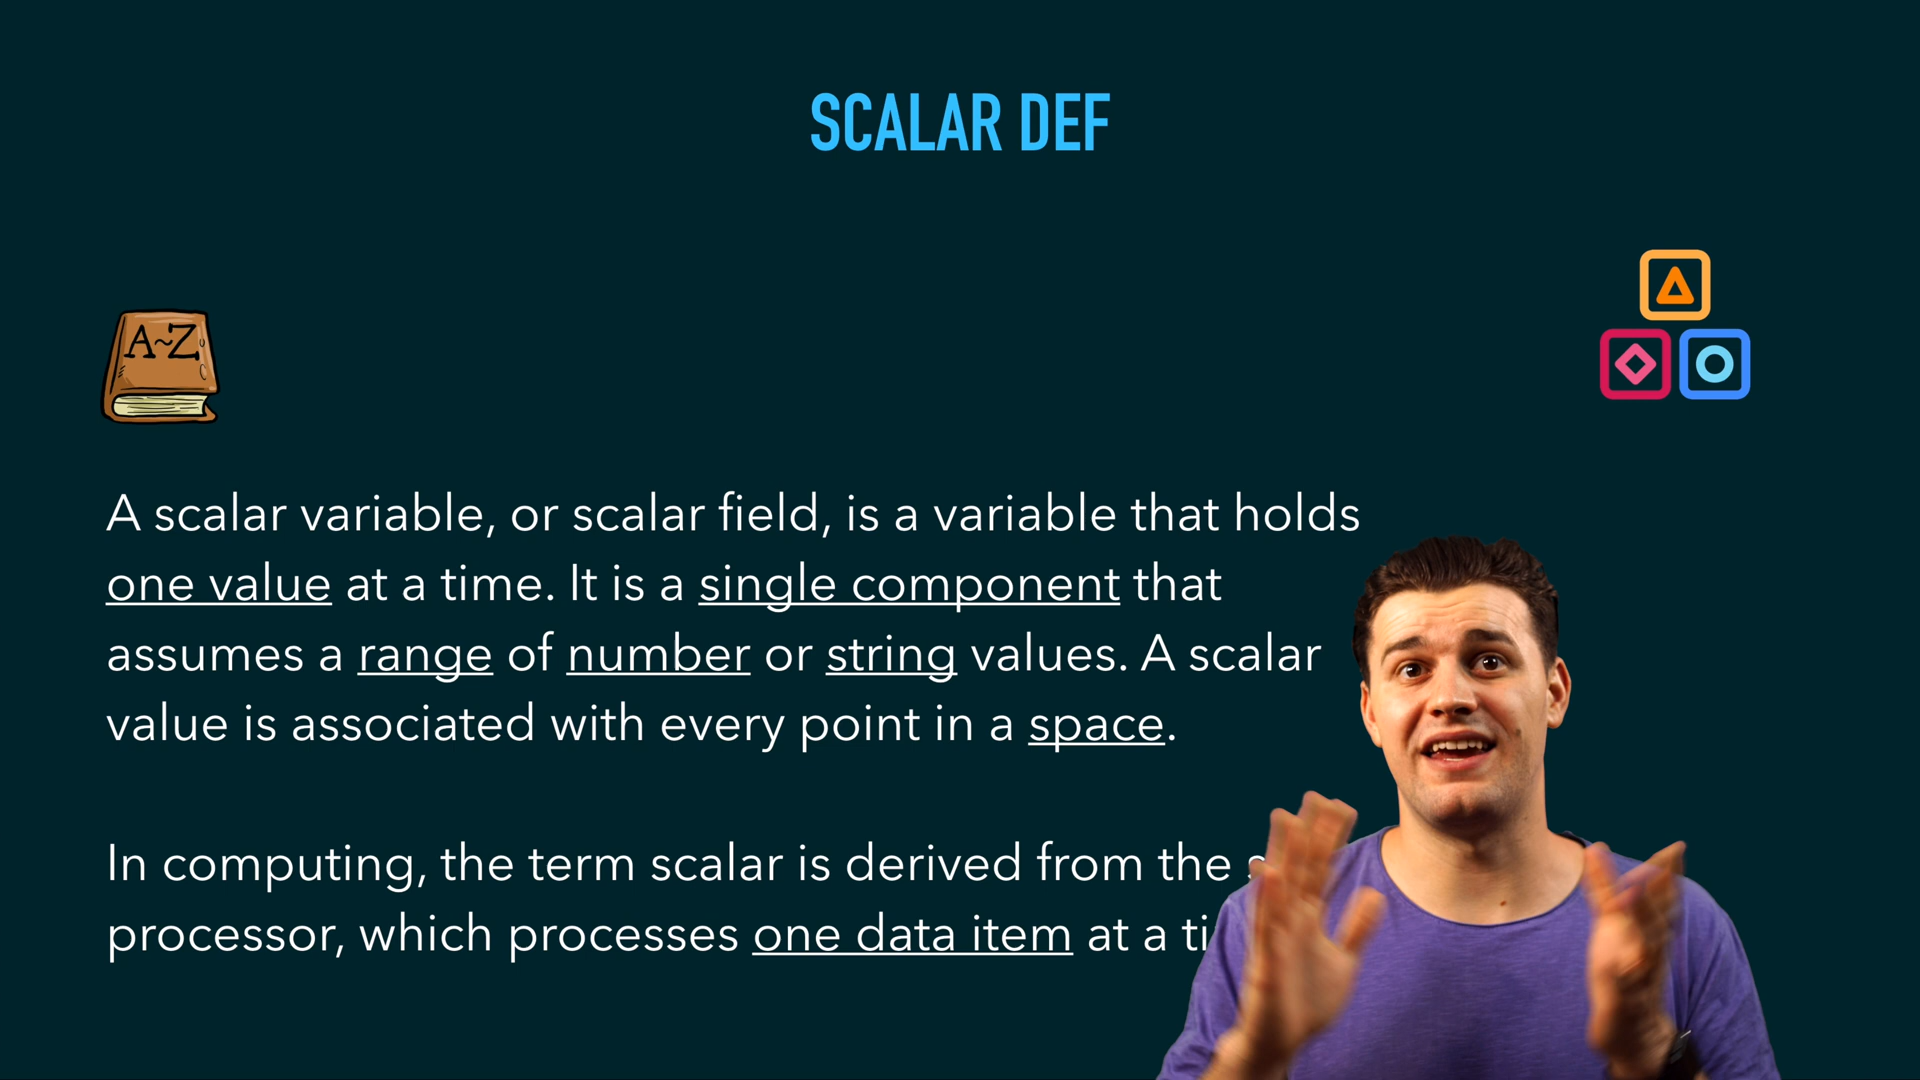 SCALAR DEF
A~Z
A scalar variable, or scalar field, is a variable that holds
one value at a time. It is a single component that
assumes a range of number or string values. A scalar
value is associated with every point in a space.
In computing, the term scalar is derived from the
processor, which processes one data item at a